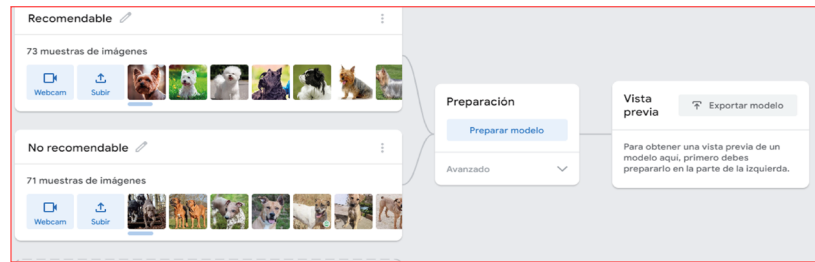 Recomendable
73 muestras de imágenes
Webcam
Subir
No recomendable
71 muestras de imágenes
Webcam
Subir
Preparación
Preparar modelo
Avanzado
Vista
previa
Exportar modelo
Para obtener una vista previa de un
modelo aquí, primero debes
prepararlo en la parte de la izquierda.